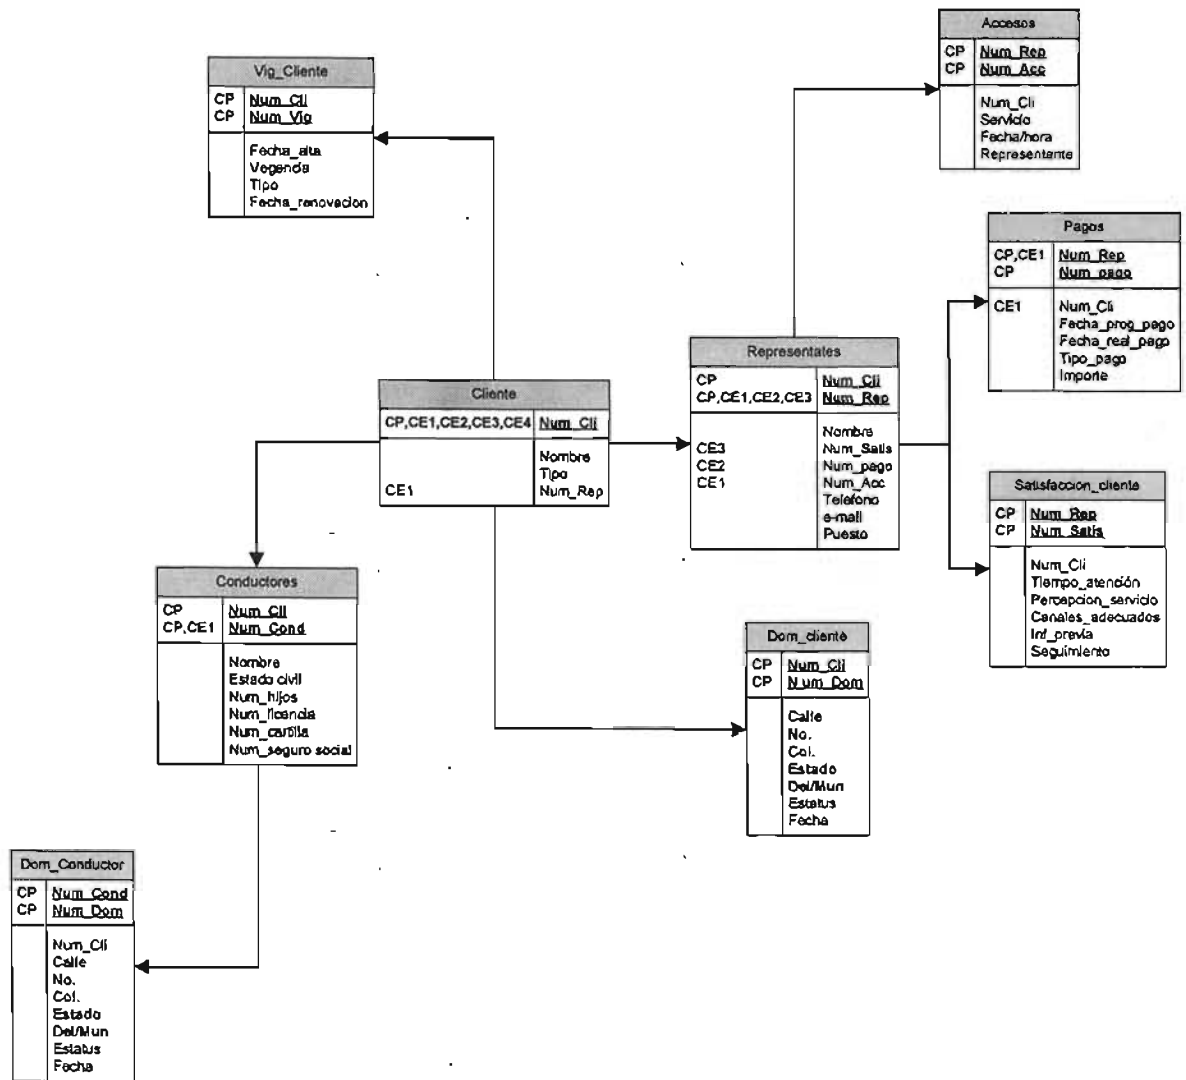 Accesos
CP Num_Rep
CP Num_Acc
Num_Cli
Servicio
Fecha/hora
Representante
Vig_Cliente
CP Num_Cli
CP Num_Vig
Fecha_alta
Vegencia
Tipo
Fecha_renovacion
Pagos
CP,CE1 Num_Rep
CP Num_pago
CE1 Num_Cli
Fecha_prog_pago
Fecha_real_pago
Tipo_pago
Importe
Representates
CP Num_Cli
CP,CE1,CE2,CE3 Num_Rep
Nombre
CE3 Num_Satis
CE2 Num_pago
CE1 Num_Acc
Telefono
e-mail
Puesto
Cliente
CP,CE1,CE2,CE3,CE4 Num_Cli
Nombre
Tipo
CE1 Num_Rep
Satisfaccion_cliente
CP Num_Rep
CP Num_Satis
Num_Cli
Tiempo_atención
Percepcion_servicio
Canales_adecuados
Inf_previa
Seguimiento
Conductores
CP Num_Cli
CP,CE1 Num_Cond
Nombre
Estado civil
Num_hijos
Num_licencia
Num_cartilla
Num_seguro social
Dom_cliente
CP Num_Cli
CP Num_Dom
Calle
No.
Col.
Estado
Del/Mun
Estatus
Fecha
Dom_Conductor
CP Num_Cond
CP Num_Dom
Num_Cli
Calle
No.
Col.
Estado
Del/Mun
Estatus
Fecha